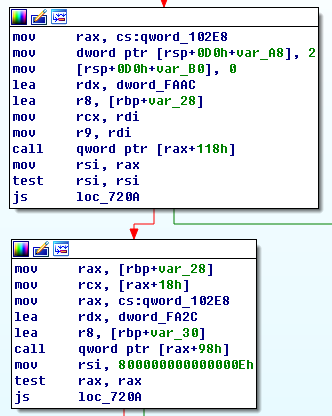 mov rax, cs:qword_102E8
mov dword ptr [rsp+0D0h+var_A8], 2
mov [rsp+0D0h+var_B0], 0
lea rdx, dword_FAAC
lea r8, [rbp+var_28]
mov rcx, rdi
mov r9, rdi
call qword ptr [rax+118h]
mov rsi, rax
test rsi, rsi
js loc_720A
mov rax, [rbp+var_28]
mov rcx, [rax+18h]
mov rax, cs:qword_102E8
lea rdx, dword_FA2C
lea r8, [rbp+var_30]
call qword ptr [rax+98h]
mov rsi, 800000000000000Eh
test rax, rax
js loc_720A